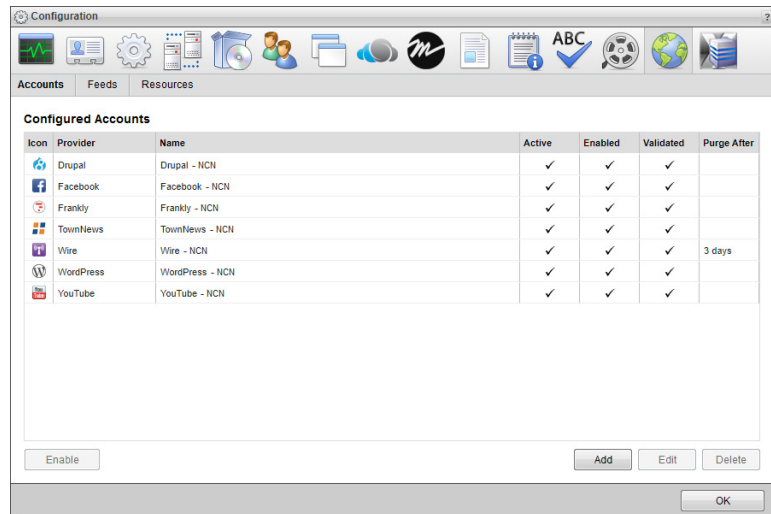 Configuration ?
ABC
Accounts Feeds Resources
Configured Accounts
Icon Provider Name Active Enabled Validated Purge After
Drupal Drupal - NCN ✓ ✓ ✓
Facebook Facebook - NCN ✓ ✓ ✓
Frankly Frankly - NCN ✓ ✓ ✓
TownNews TownNews - NCN ✓ ✓ ✓
Wire Wire - NCN ✓ ✓ ✓ 3 days
WordPress WordPress - NCN ✓ ✓ ✓
You Tube YouTube YouTube - NCN ✓ ✓ ✓
Enable Add Edit Delete
OK